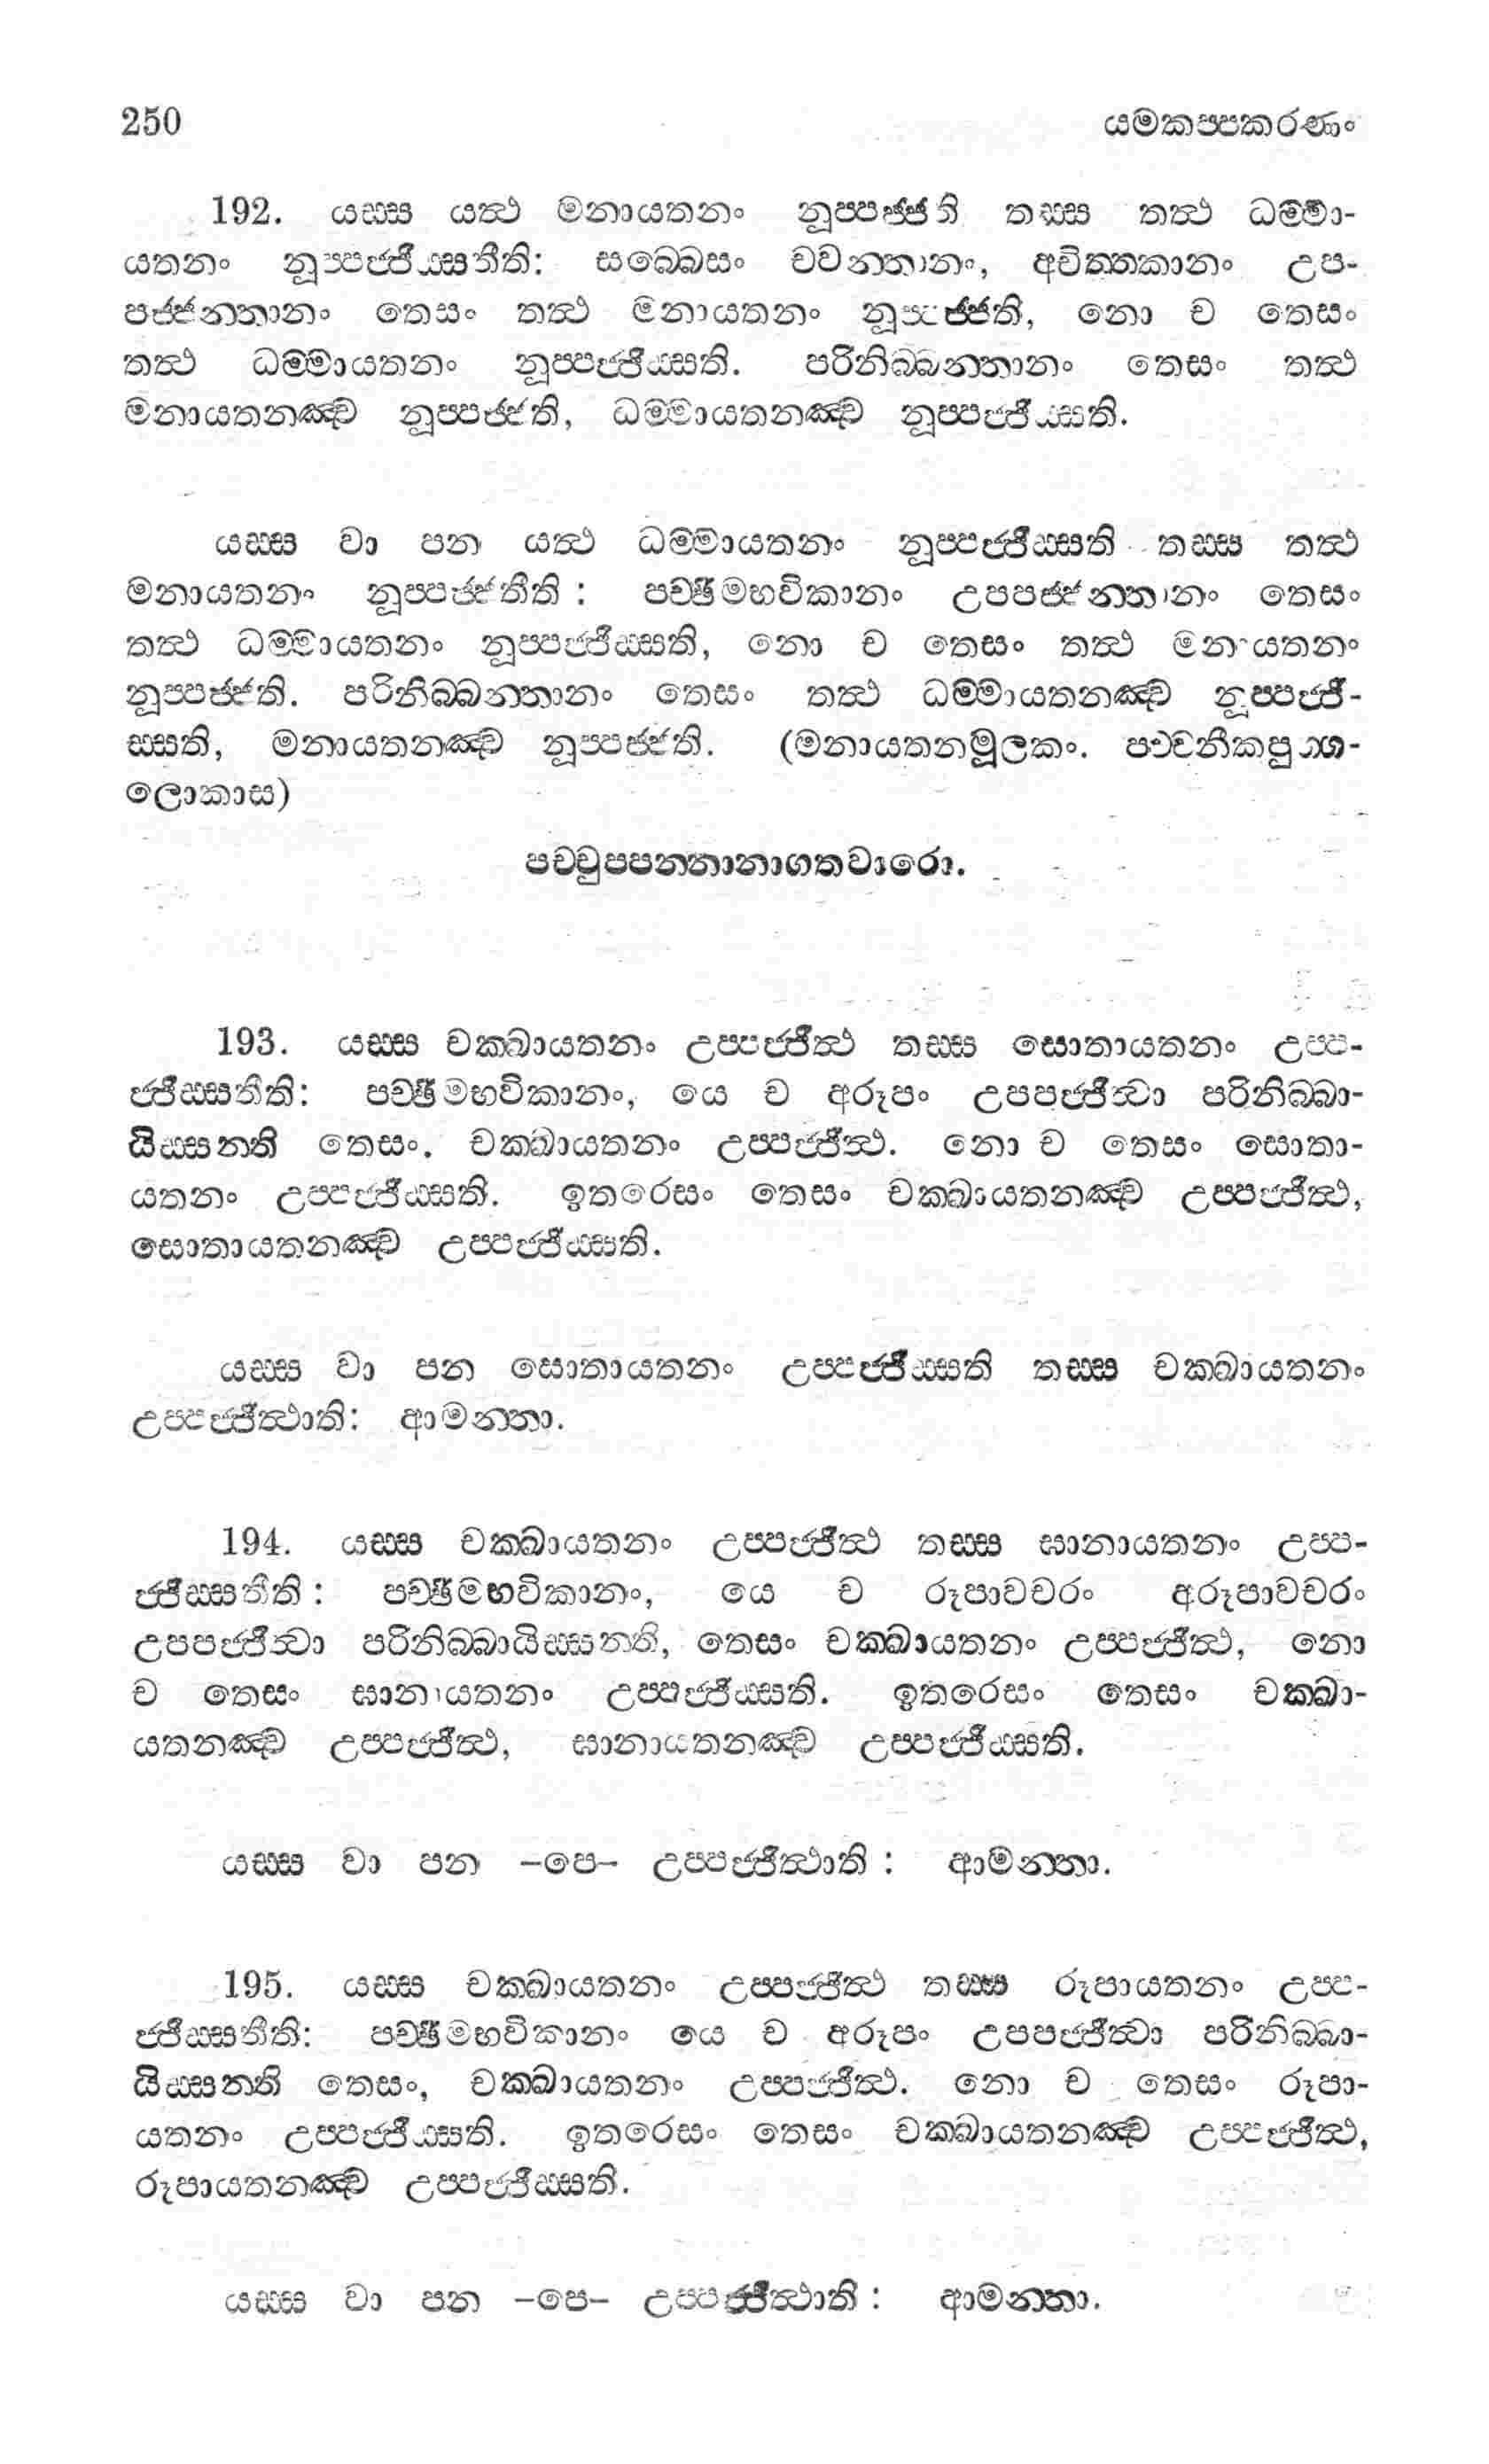 250 යමකප්පකරණං
192. යස්ස යත්ථ මනායතනං නූප්පජ්ජති තස්ස තත්ථ ධම්මා-
යතනං නූප්පජ්ජිස්සතීති: සබ්බෙසං චවන්තානං, අචිත්තකානං උප-
පජ්ජන්තානං තෙසං තත්ථ මනායතනං නූප්පජ්ජති, නො ච තෙසං
තත්ථ ධම්මායතනං නූප්පජ්ජිස්සති. පරිනිබ්බන්තානං තෙසං තත්ථ
මනායතනඤ්ච නූප්පජ්ජති, ධම්මායතනඤ්ච නූප්පජ්ජිස්සති.
යස්ස වා පන යත්ථ ධම්මායතනං නූප්පජ්ජිස්සති තස්ස තත්ථ
මනායතනං නූප්පජ්ජතීති : පච්ඡිමභවිකානං උපපජ්ජන්තානං තෙසං
තත්ථ ධම්මායතනං නූප්පජ්ජිස්සති, නො ච තෙසං තත්ථ මනායතනං
නූප්පජ්ජති. පරිනිබ්බන්තානං තෙසං තත්ථ ධම්මායතනඤ්ච නූප්පජ්ජි-
ස්සති, මනායතනඤ්ච නූප්පජ්ජති. (මනායතනමූලකං. පච්චනීකපුග්ග-
ලොකාස)
පච්චුප්පන්නානාගතවාරො.
193. යස්ස චක්ඛායතනං උප්පජ්ජිත්ථ තස්ස සොතායතනං උප්ප-
ජ්ජිස්සතීති: පච්ඡිමභවිකානං, යෙ ච අරූපං උපපජ්ජිත්වා පරිනිබ්බා-
යිස්සන්ති තෙසං. චක්ඛායතනං උප්පජ්ජිත්ථ. නො ච තෙසං සොතා-
යතනං උප්පජ්ජිස්සති. ඉතරෙසං තෙසං චක්ඛායතනඤ්ච උප්පජ්ජිත්ථ,
සොතායතනඤ්ච උප්පජ්ජිස්සති.
යස්ස වා පන සොතායතනං උප්පජ්ජිස්සති තස්ස චක්ඛායතනං
උප්පජ්ජිත්ථාති: ආමන්තා.
194. යස්ස චක්ඛායතනං උප්පජ්ජිත්ථ තස්ස ඝානායතනං උප්ප-
ජ්ජිස්සතීති : පච්ඡිමභවිකානං, යෙ ච රූපාවචරං අරූපාවචරං
උපපජ්ජිත්වා පරිනිබ්බායිස්සන්ති, තෙසං චක්ඛායතනං උප්පජ්ජිත්ථ, නො
ච තෙසං ඝානායතනං උප්පජ්ජිස්සති. ඉතරෙසං තෙසං චක්ඛා-
යතනඤ්ච උප්පජ්ජිත්ථ, ඝානායතනඤ්ච උප්පජ්ජිස්සති.
යස්ස වා පන –පෙ– උප්පජ්ජිත්ථාති : ආමන්තා.
195. යස්ස චක්ඛායතනං උප්පජ්ජිත්ථ තස්ස රූපායතනං උප්ප-
ජ්ජිස්සතීති: පච්ඡිමභවිකානං යෙ ච අරූපං උපපජ්ජිත්වා පරිනිබ්බා-
යිස්සන්ති තෙසං, චක්ඛායතනං උප්පජ්ජිත්ථ. නො ච තෙසං රූපා-
යතනං උප්පජ්ජිස්සති. ඉතරෙසං තෙසං චක්ඛායතනඤ්ච උප්පජ්ජිත්ථ,
රූපායතනඤ්ච උප්පජ්ජිස්සති.
යස්ස වා පන –පෙ– උප්පජ්ජිත්ථාති : ආමන්තා.